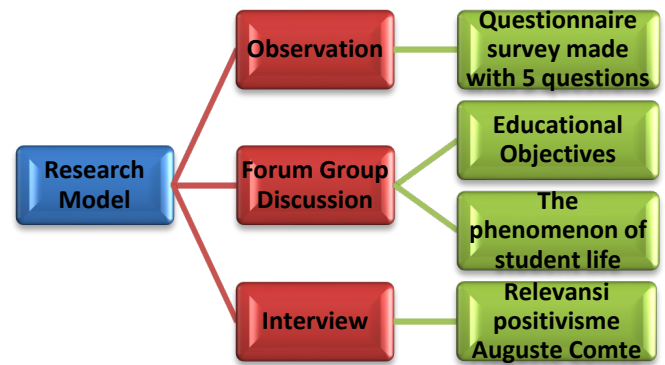 Research
Model
Observation
Questionnaire
survey made
with 5 questions
Forum Group
Discussion
Educational
Objectives
The
phenomenon of
student life
Interview
Relevansi
positivisme
Auguste Comte